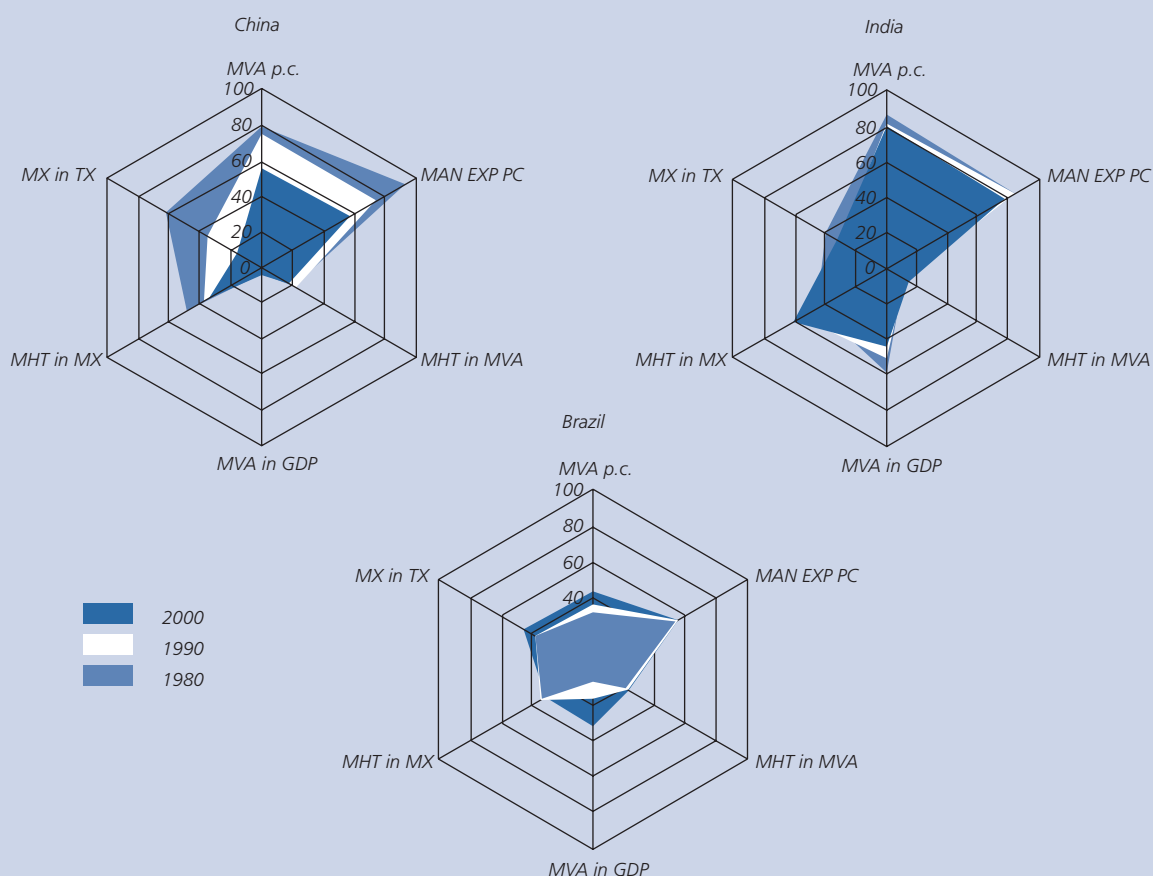 China
MVA p.c.
100
80
60
40
20
0
MX in TX
MAN EXP PC
MHT in MX
MHT in MVA
MVA in GDP
India
MVA p.c.
100
80
60
40
20
0
MX in TX
MAN EXP PC
MHT in MX
MHT in MVA
MVA in GDP
Brazil
MVA p.c.
100
80
60
40
MX in TX
MAN EXP PC
MHT in MX
MHT in MVA
MVA in GDP
2000
1990
1980